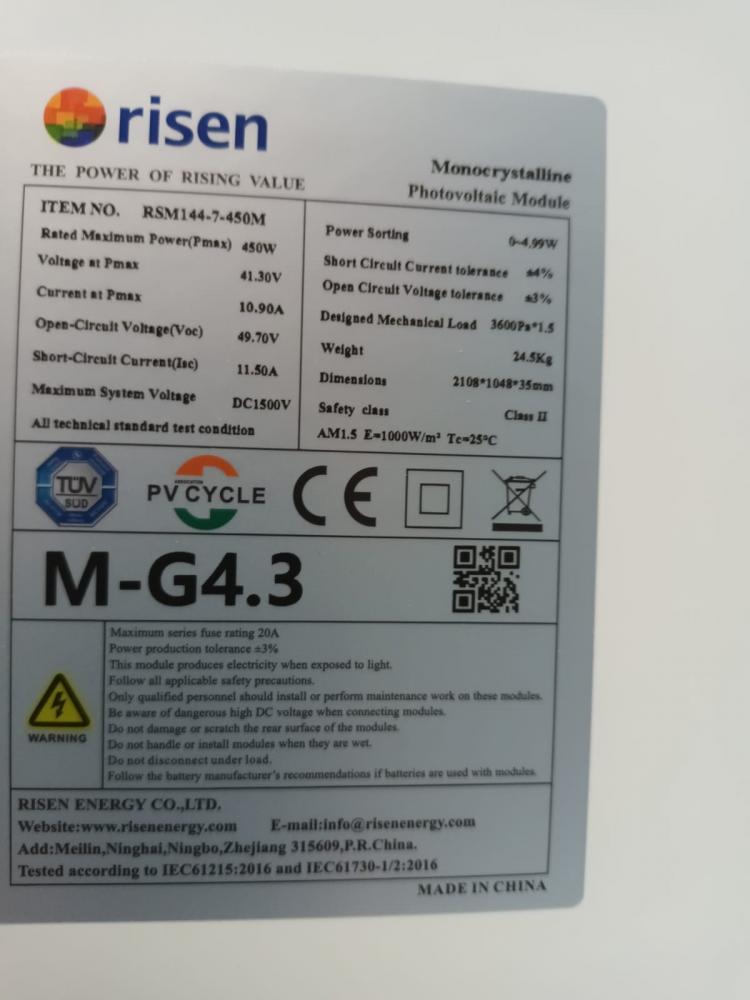 risen
THE POWER OF RISING VALUE
Monocrystalline
Photovoltaic Module
ITEM NO. RSM144-7-450M
Rated Maximum Power(Pmax) 450W
Voltage at Pmax 41.30V
Current at Pmax 10.90A
Open-Circuit Voltage(Voc) 49.70V
Short-Circuit Current(Isc) 11.50A
Maximum System Voltage DC1500V
All technical standard test condition
Power Sorting 0~4.99W
Short Circuit Current tolerance ±4%
Open Circuit Voltage tolerance ±3%
Designed Mechanical Load 3600Pa*1.5
Weight 24.5Kg
Dimensions 2108*1048*35mm
Safety class Class II
AM1.5 E=1000W/m² Tc=25°C
TÜV
SÜD
ASSOCIATION
PV CYCLE
CE
M-G4.3
WARNING
Maximum series fuse rating 20A
Power production tolerance ±3%
This module produces electricity when exposed to light.
Follow all applicable safety precautions.
Only qualified personnel should install or perform maintenance work on these modules.
Be aware of dangerous high DC voltage when connecting modules.
Do not damage or scratch the rear surface of the modules.
Do not handle or install modules when they are wet.
Do not disconnect under load.
Follow the battery manufacturer's recommendations if batteries are used with modules.
RISEN ENERGY CO.,LTD.
Website:www.risenenergy.com E-mail:info@risenenergy.com
Add:Meilin,Ninghai,Ningbo,Zhejiang 315609,P.R.China.
Tested according to IEC61215:2016 and IEC61730-1/2:2016
MADE IN CHINA